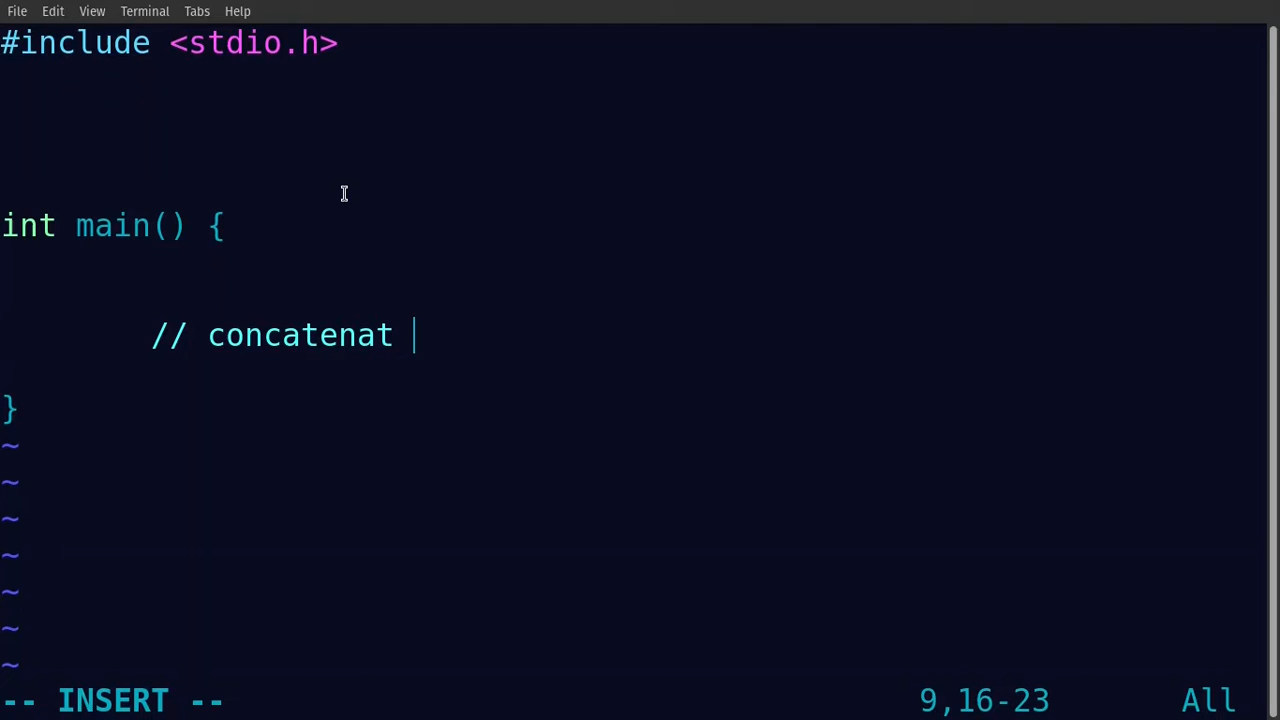 File Edit View Terminal Tabs Help
#include <stdio.h>
int main() {
// concatenat
}
~
~
~
~
~
~
~
-- INSERT -- 9,16-23 All